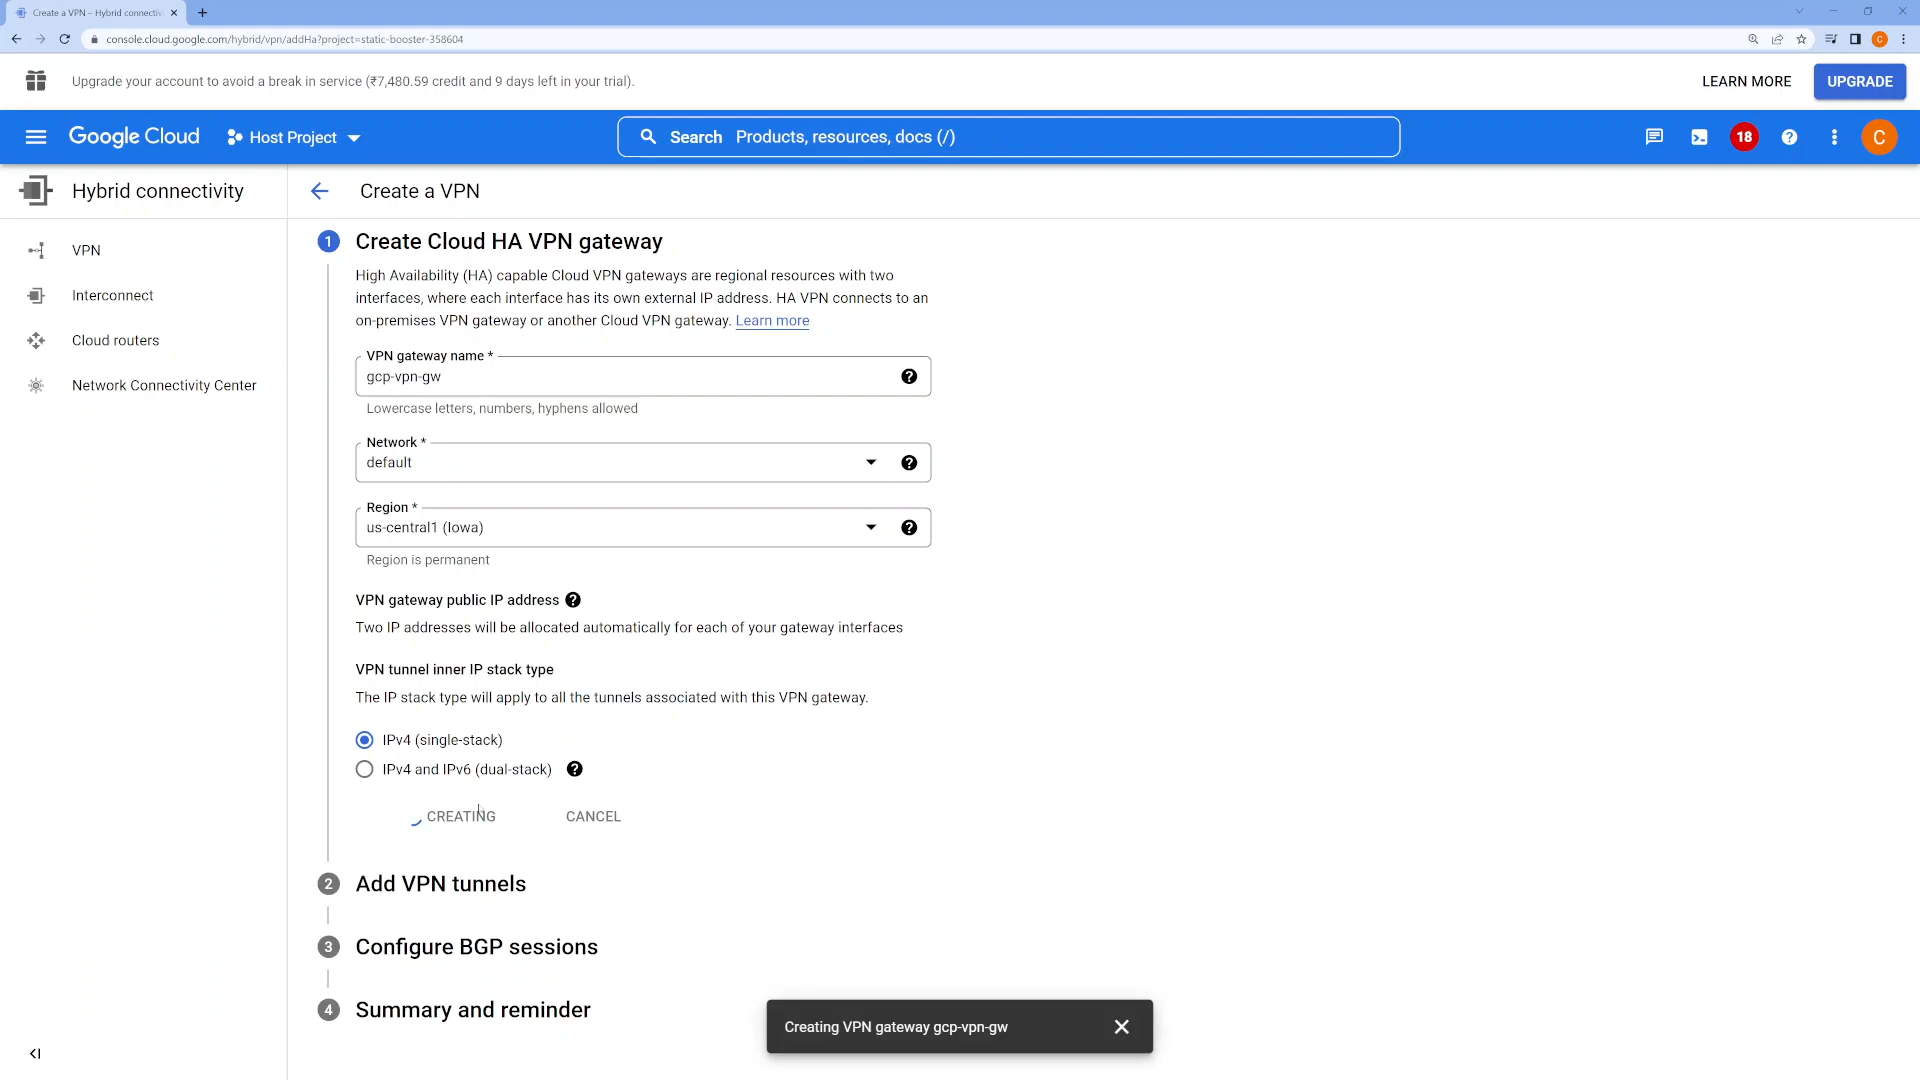 Create a VPN – Hybrid connectivi
console.cloud.google.com/hybrid/vpn/addHa?project=static-booster-358604
C
Upgrade your account to avoid a break in service (₹7,480.59 credit and 9 days left in your trial).
LEARN MORE
UPGRADE
Google Cloud
Host Project
Search Products, resources, docs (/)
18
C
Hybrid connectivity
VPN
Interconnect
Cloud routers
Network Connectivity Center
Create a VPN
1 Create Cloud HA VPN gateway
High Availability (HA) capable Cloud VPN gateways are regional resources with two
interfaces, where each interface has its own external IP address. HA VPN connects to an
on-premises VPN gateway or another Cloud VPN gateway. Learn more
VPN gateway name *
gcp-vpn-gw
Lowercase letters, numbers, hyphens allowed
Network *
default
Region *
us-central1 (Iowa)
Region is permanent
VPN gateway public IP address
Two IP addresses will be allocated automatically for each of your gateway interfaces
VPN tunnel inner IP stack type
The IP stack type will apply to all the tunnels associated with this VPN gateway.
IPv4 (single-stack)
IPv4 and IPv6 (dual-stack)
CREATING
CANCEL
2 Add VPN tunnels
3 Configure BGP sessions
4 Summary and reminder
Creating VPN gateway gcp-vpn-gw